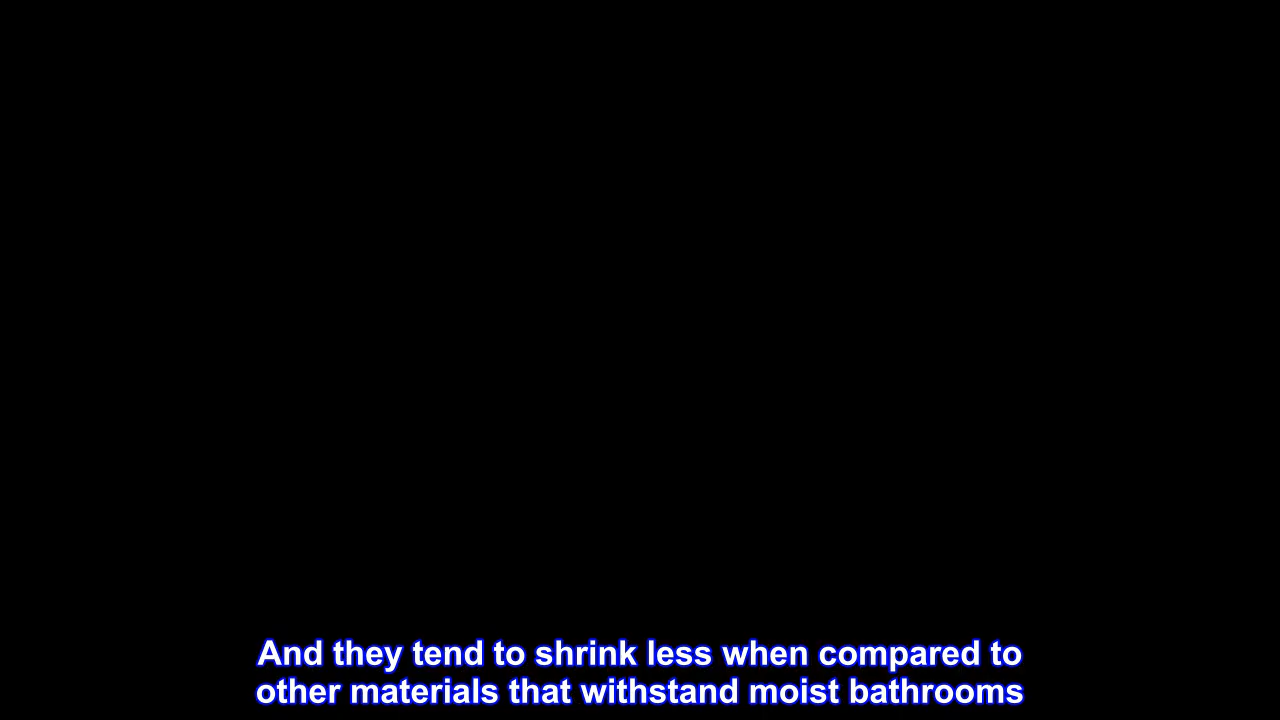 And they tend to shrink less when compared to
other materials that withstand moist bathrooms